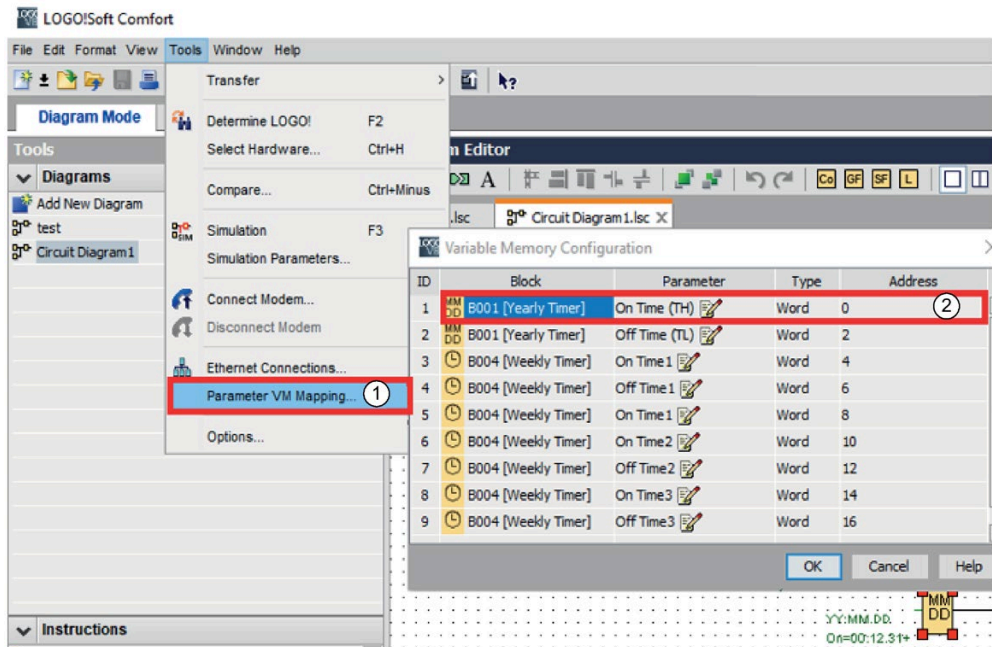 LOGO!Soft Comfort
File Edit Format View Tools Window Help
Diagram Mode
Tools
Diagrams
Add New Diagram
test
Circuit Diagram1
Instructions
Transfer
Determine LOGO! F2
Select Hardware... Ctrl+H
Compare... Ctrl+Minus
Simulation F3
Simulation Parameters...
Connect Modem...
Disconnect Modem
Ethernet Connections...
Parameter VM Mapping... 1
Options...
m Editor
A Co GF SF L
.lsc Circuit Diagram1.lsc
Variable Memory Configuration
ID Block Parameter Type Address
1 MM DD B001 [Yearly Timer] On Time (TH) Word 0 2
2 MM DD B001 [Yearly Timer] Off Time (TL) Word 2
3 B004 [Weekly Timer] On Time1 Word 4
4 B004 [Weekly Timer] Off Time1 Word 6
5 B004 [Weekly Timer] On Time1 Word 8
6 B004 [Weekly Timer] On Time2 Word 10
7 B004 [Weekly Timer] Off Time2 Word 12
8 B004 [Weekly Timer] On Time3 Word 14
9 B004 [Weekly Timer] Off Time3 Word 16
OK Cancel Help
MM
DD
YY:MM.DD.
On=00:12.31+